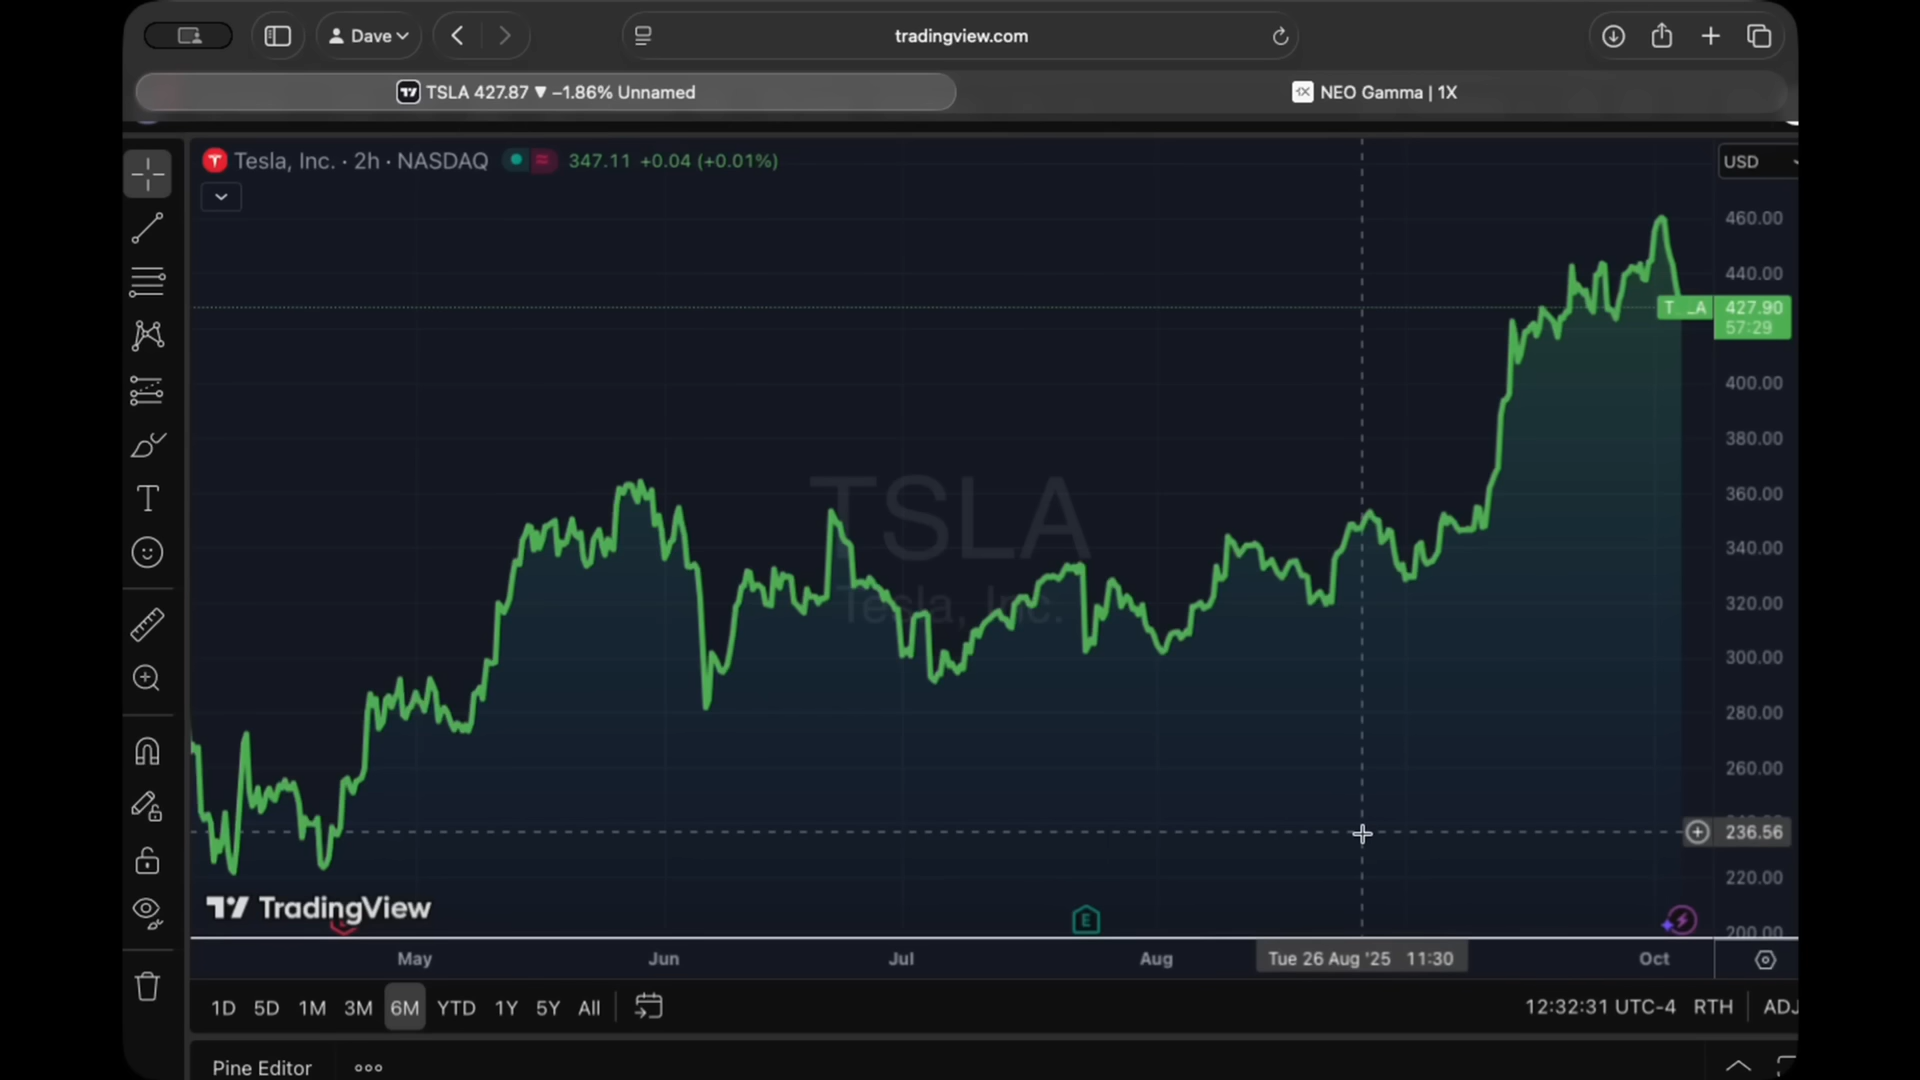 Dave
tradingview.com
TSLA 427.87 ▼ −1.86% Unnamed
NEO Gamma | 1X
Tesla, Inc. · 2h · NASDAQ
347.11 +0.04 (+0.01%)
USD
460.00
440.00
427.90
57:29
400.00
380.00
360.00
340.00
320.00
300.00
280.00
260.00
236.56
220.00
200.00
TSLA
Tesla, Inc.
TradingView
E
May
Jun
Jul
Aug
Tue 26 Aug '25 11:30
Oct
1D 5D 1M 3M 6M YTD 1Y 5Y All
12:32:31 UTC-4 RTH ADJ
Pine Editor